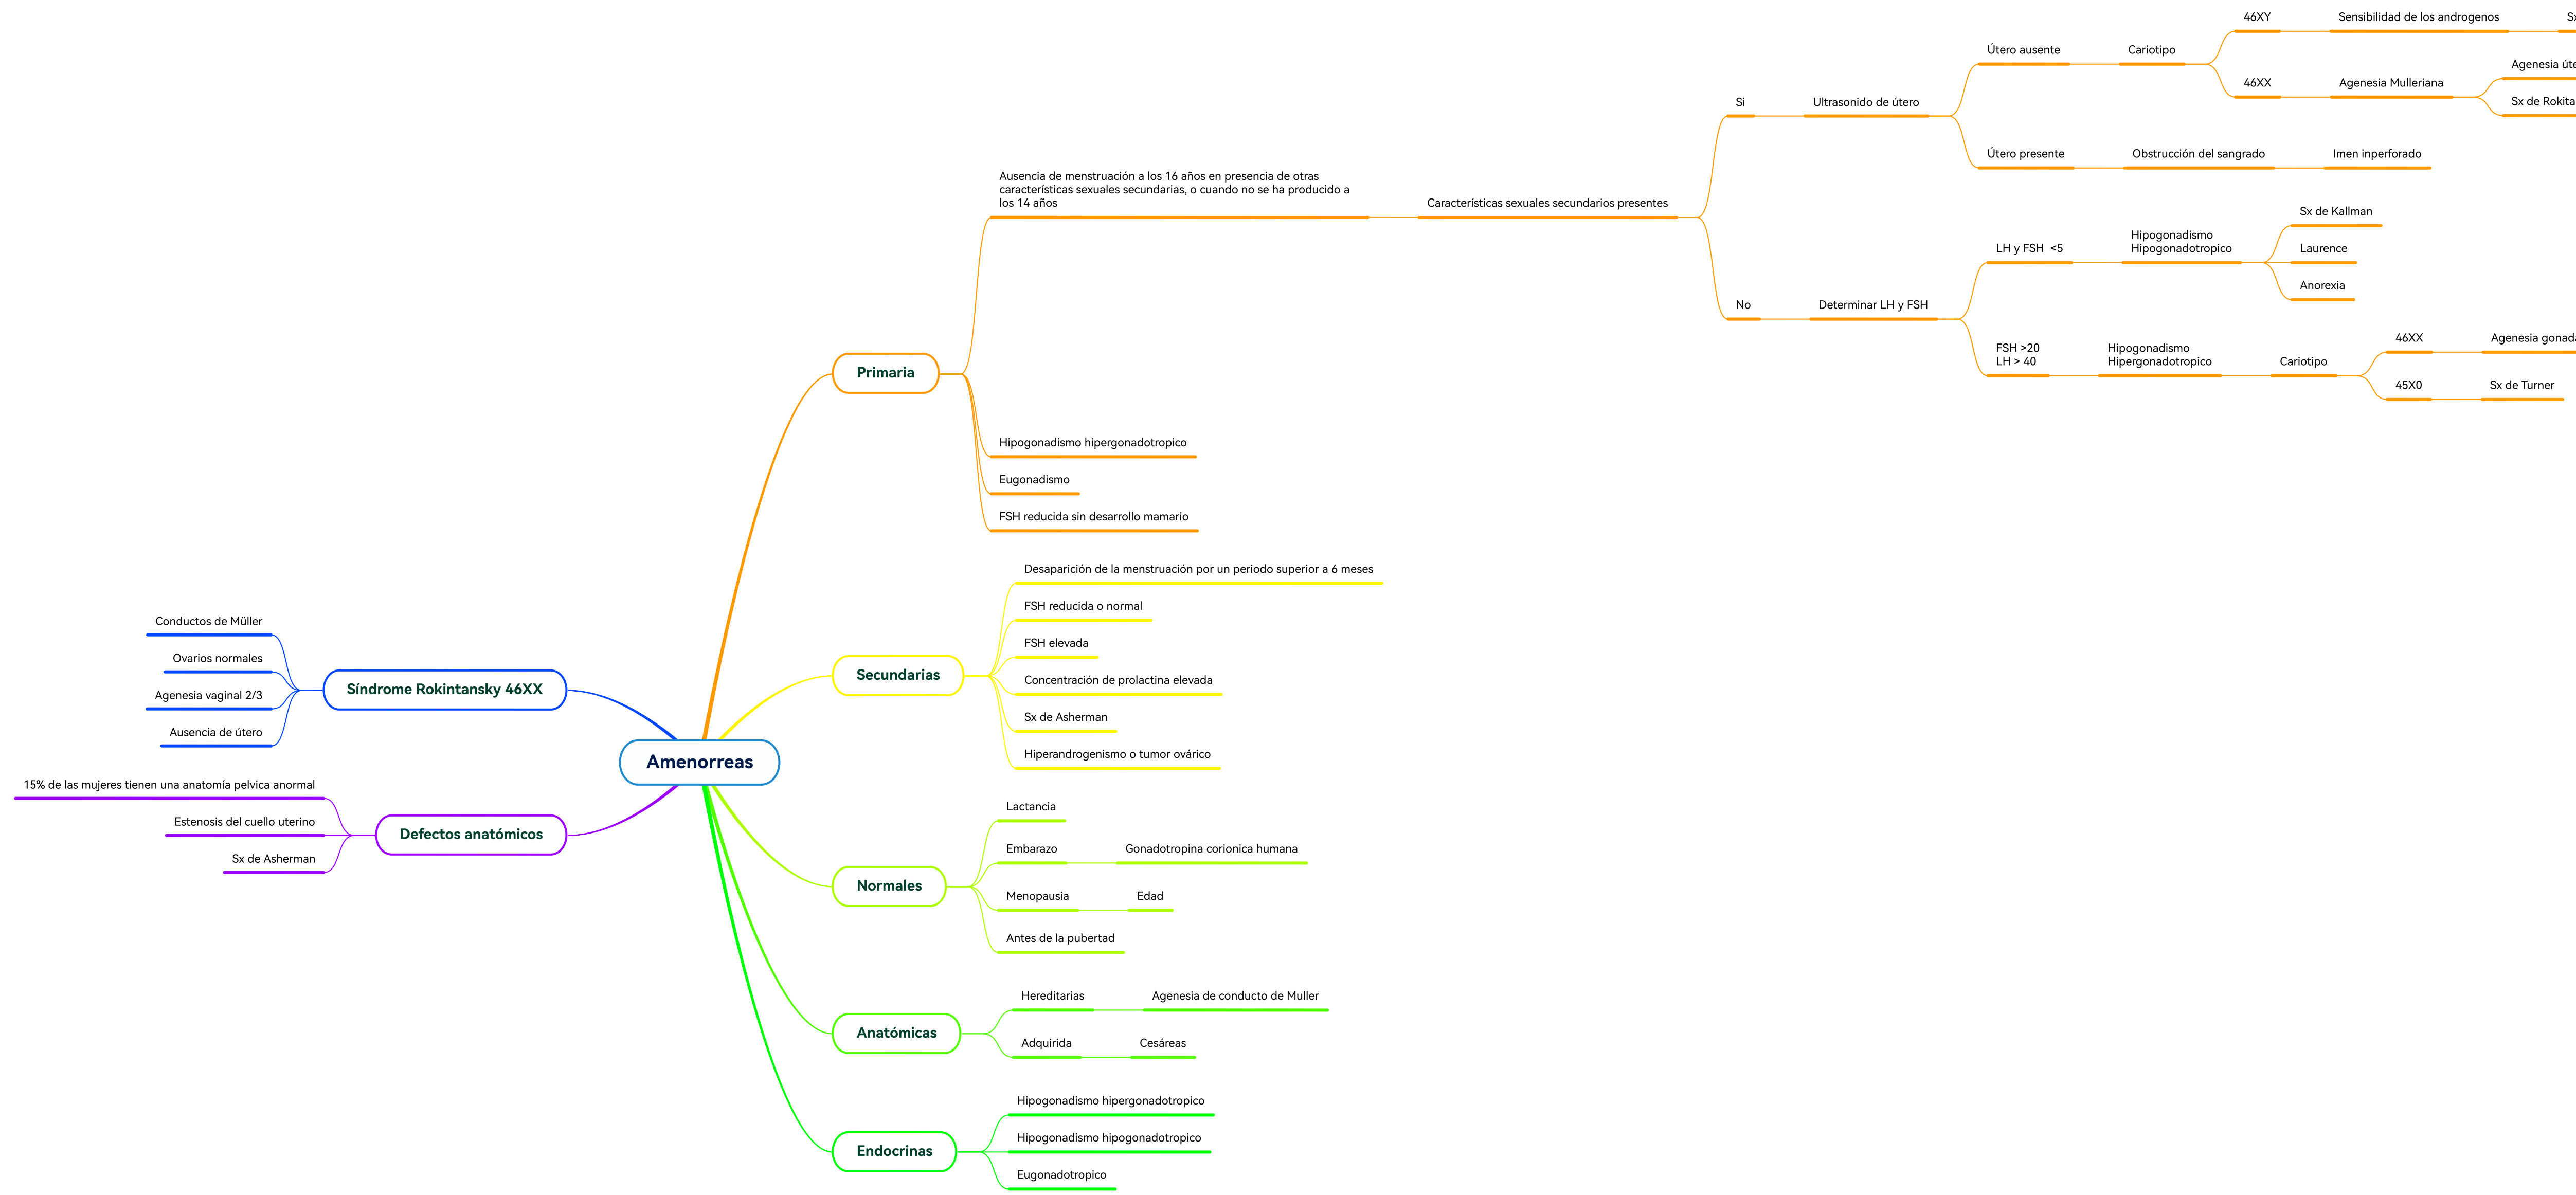 Amenorreas
Primaria
Ausencia de menstruación a los 16 años en presencia de otras
características sexuales secundarias, o cuando no se ha producido a
los 14 años
Características sexuales secundarios presentes
Si
Ultrasonido de útero
Útero ausente
Cariotipo
46XY
Sensibilidad de los androgenos
46XX
Agenesia Mulleriana
Agenesia
Sx de
Útero presente
Obstrucción del sangrado
Imen inperforado
No
Determinar LH y FSH
LH y FSH <5
Hipogonadismo
Hipogonadotropico
Sx de Kallman
Laurence
Anorexia
FSH >20
LH > 40
Hipogonadismo
Hipergonadotropico
Cariotipo
46XX
Agenesia
45X0
Sx de Turner
Hipogonadismo hipergonadotropico
Eugonadismo
FSH reducida sin desarrollo mamario
Secundarias
Desaparición de la menstruación por un periodo superior a 6 meses
FSH reducida o normal
FSH elevada
Concentración de prolactina elevada
Sx de Asherman
Hiperandrogenismo o tumor ovárico
Normales
Lactancia
Embarazo
Gonadotropina corionica humana
Menopausia
Edad
Antes de la pubertad
Anatómicas
Hereditarias
Agenesia de conducto de Muller
Adquirida
Cesáreas
Endocrinas
Hipogonadismo hipergonadotropico
Hipogonadismo hipogonadotropico
Eugonadotropico
Síndrome Rokintansky 46XX
Conductos de Müller
Ovarios normales
Agenesia vaginal 2/3
Ausencia de útero
Defectos anatómicos
15% de las mujeres tienen una anatomía pelvica anormal
Estenosis del cuello uterino
Sx de Asherman